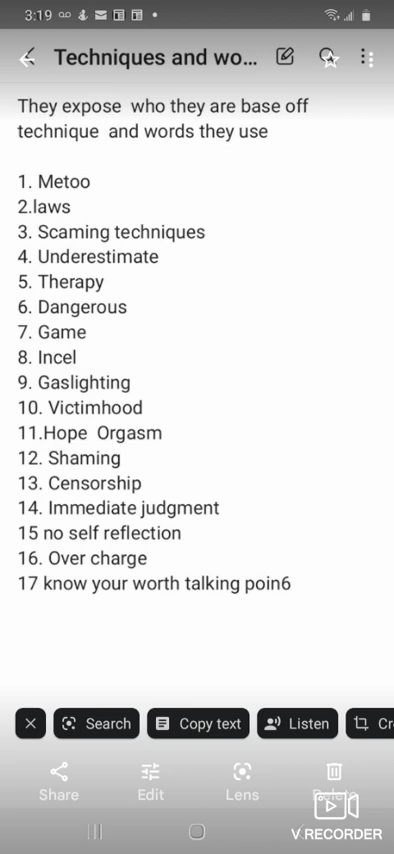 3:19
Techniques and wo...
They expose who they are base off
technique and words they use
1. Metoo
2.laws
3. Scaming techniques
4. Underestimate
5. Therapy
6. Dangerous
7. Game
8. Incel
9. Gaslighting
10. Victimhood
11.Hope Orgasm
12. Shaming
13. Censorship
14. Immediate judgment
15 no self reflection
16. Over charge
17 know your worth talking poin6
Search Copy text Listen Cr
Share Edit Lens Delete
V.RECORDER